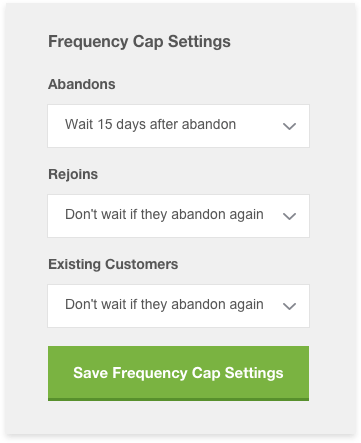 Frequency Cap Settings
Abandons
Wait 15 days after abandon
Rejoins
Don't wait if they abandon again
Existing Customers
Don't wait if they abandon again
Save Frequency Cap Settings